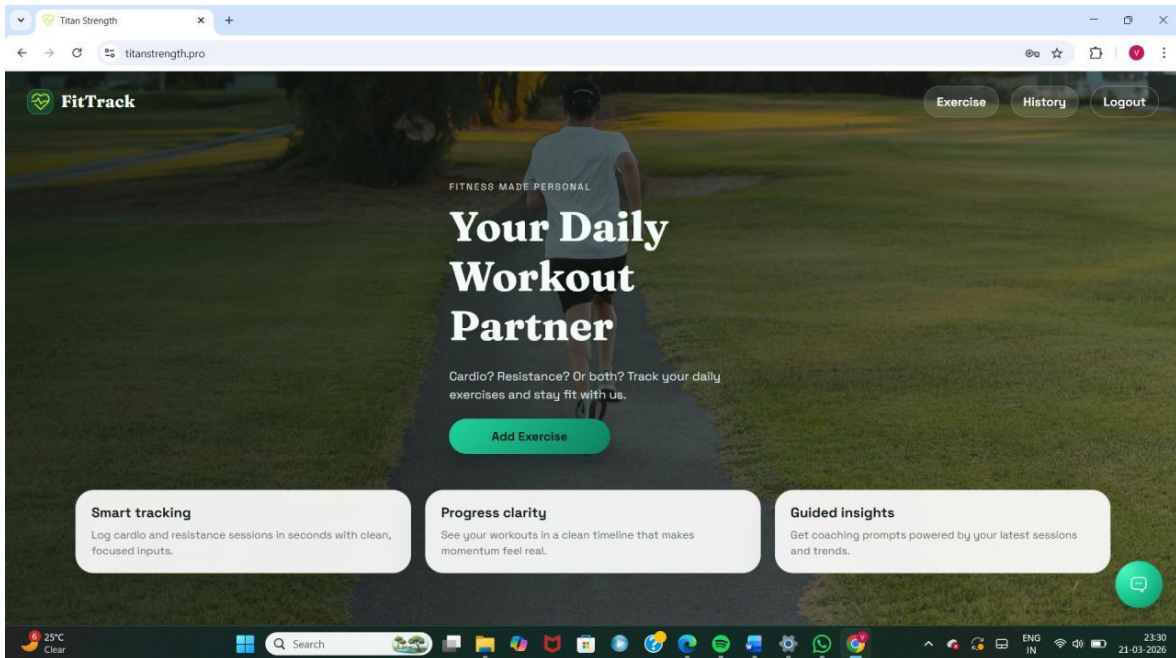 Titan Strength
titanstrength.pro
V
FitTrack
Exercise
History
Logout
FITNESS MADE PERSONAL
Your Daily
Workout
Partner
Cardio? Resistance? Or both? Track your daily
exercises and stay fit with us.
Add Exercise
Smart tracking
Log cardio and resistance sessions in seconds with clean,
focused inputs.
Progress clarity
See your workouts in a clean timeline that makes
momentum feel real.
Guided insights
Get coaching prompts powered by your latest sessions
and trends.
6
25°C
Clear
Search
ENG
IN
23:30
21-03-2026